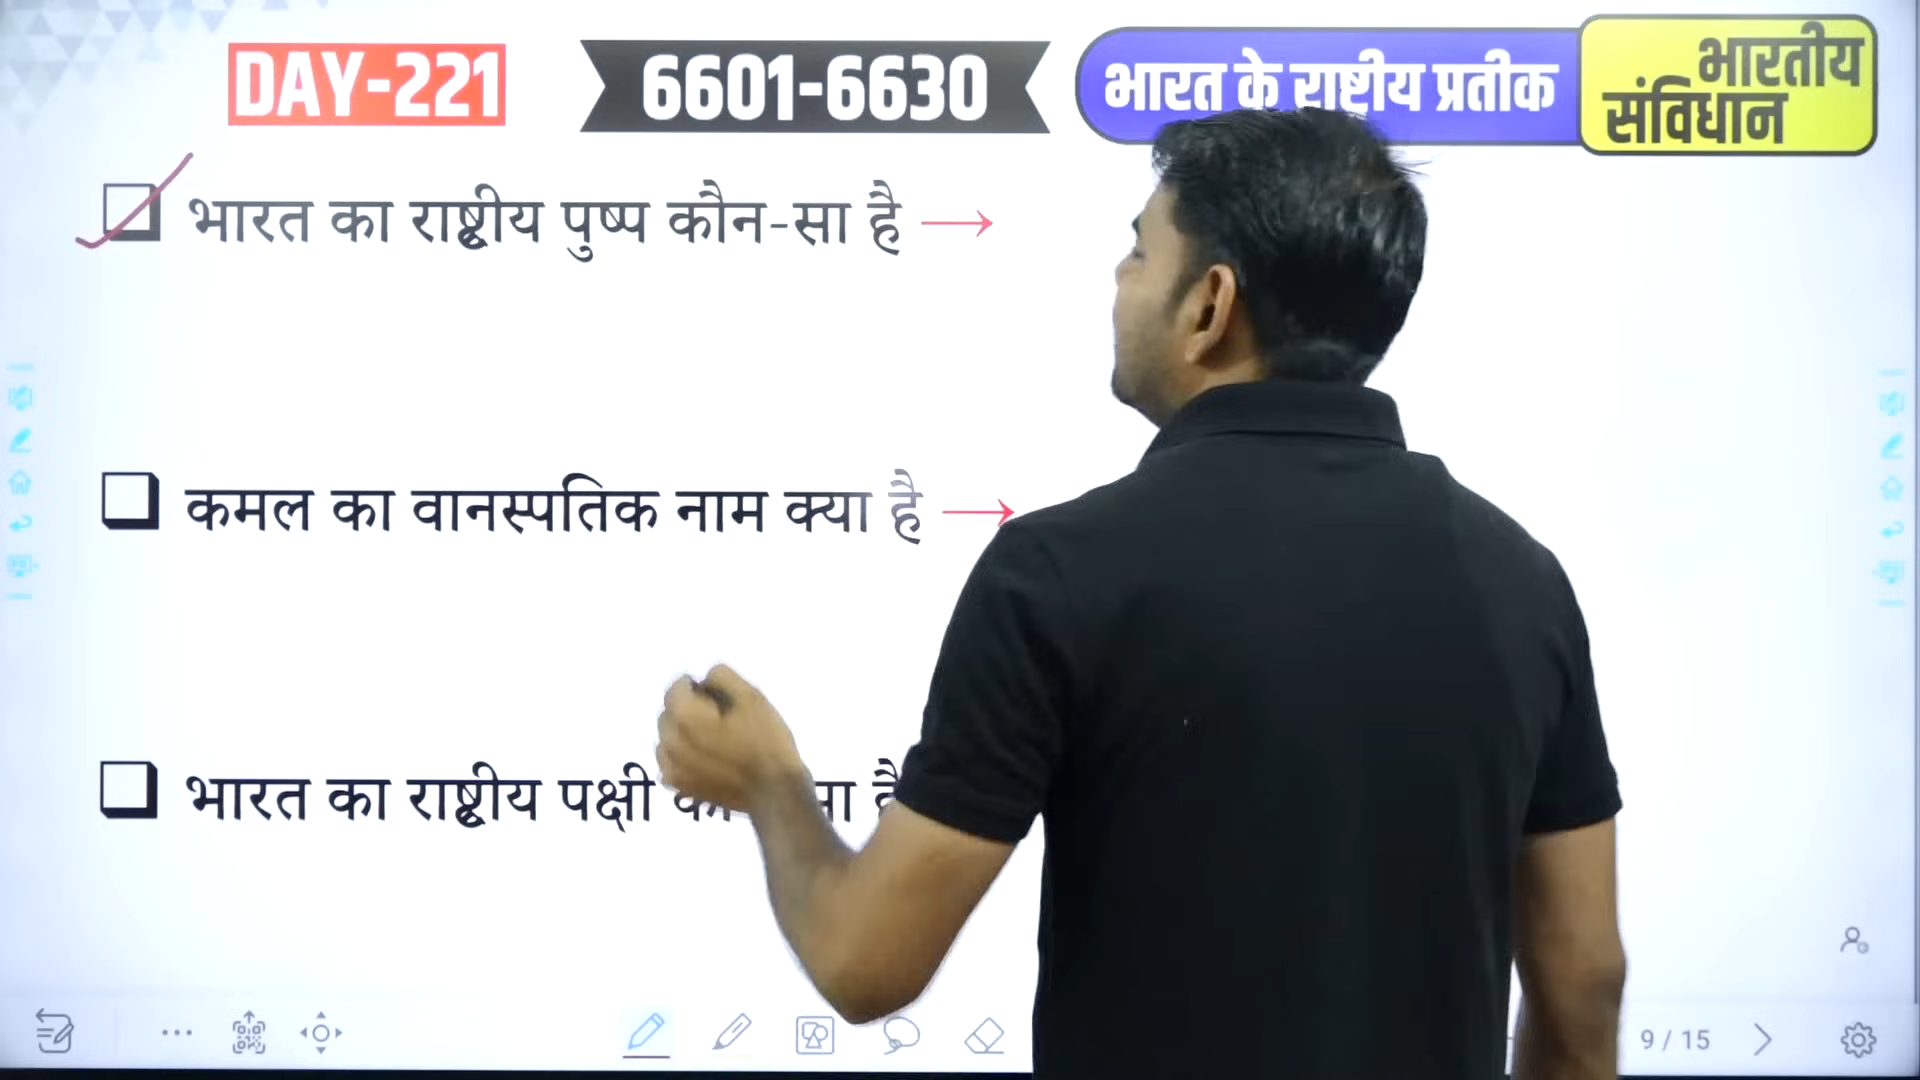 DAY-221
6601-6630
भारत के राष्ट्रीय प्रतीक
भारतीय
संविधान
भारत का राष्ट्रीय पुष्प कौन-सा है →
कमल का वानस्पतिक नाम क्या है →
भारत का राष्ट्रीय पक्षी
9 / 15